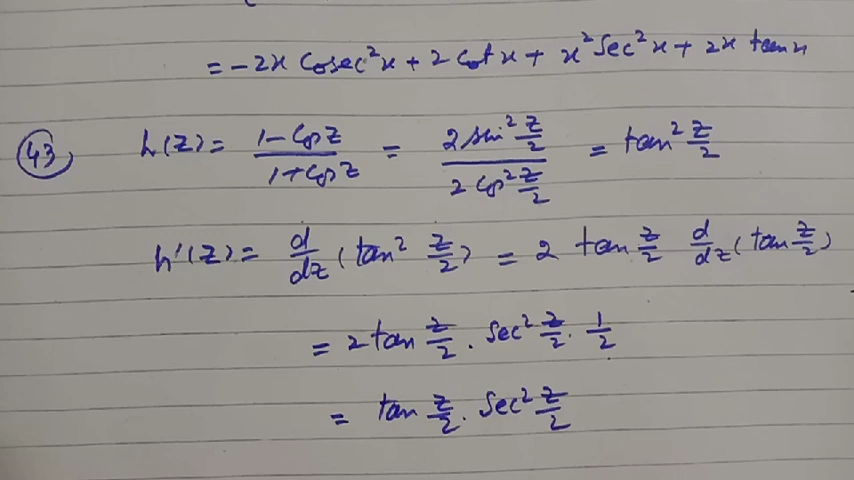 = -2x Cosec²x + 2 Cot x + x² Sec²x + 2x tan x
43 h(z) = 1 - Cos z / 1 + Cos z = 2 sin² z/2 / 2 Cos² z/2 = tan² z/2
h'(z) = d/dz (tan² z/2) = 2 tan z/2 d/dz (tan z/2)
= 2 tan z/2 . Sec² z/2 . 1/2
= tan z/2 . Sec² z/2